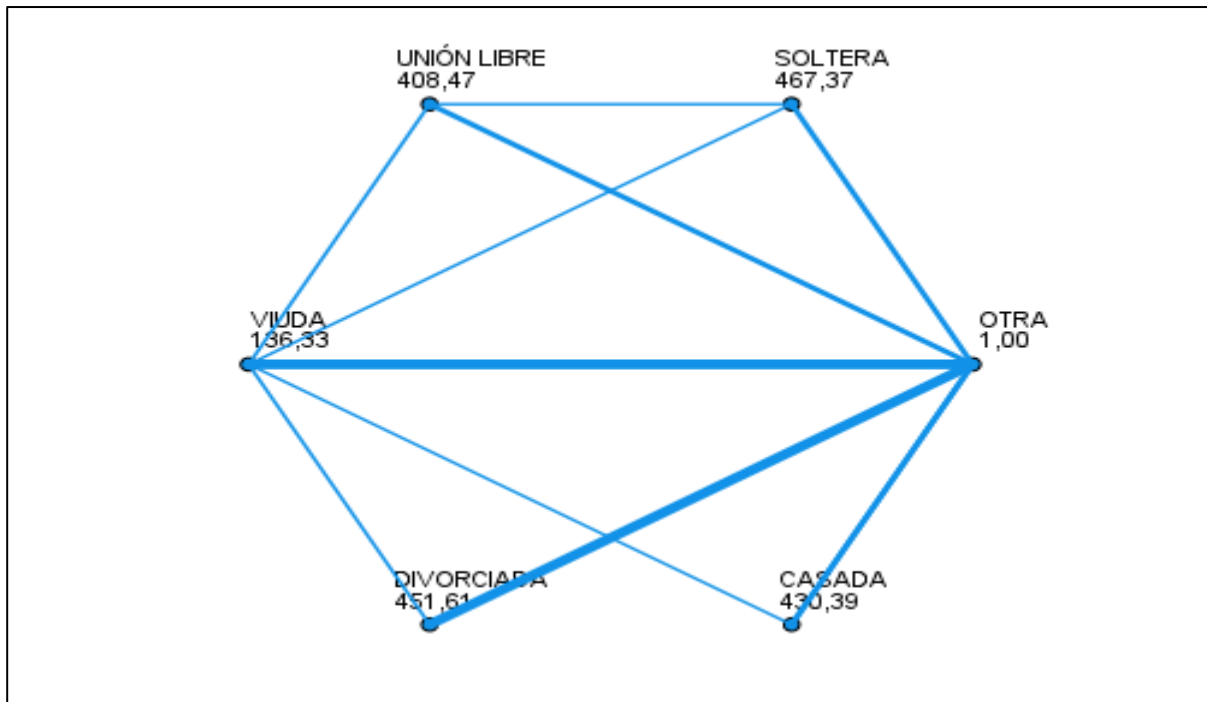 UNIÓN LIBRE
408,47
SOLTERA
467,37
VIUDA
136,33
OTRA
1,00
DIVORCIADA
451,61
CASADA
430,39